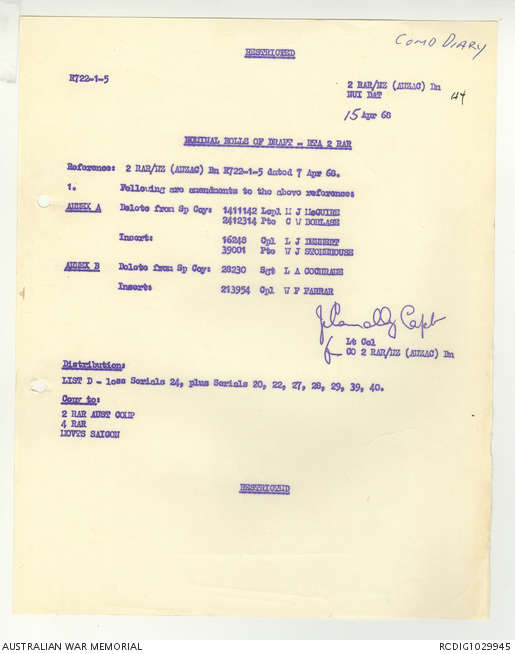 COMD DIARY
RESTRICTED
R722-1-5
2 RAR/NZ (ANZAC) Bn
NUI DAT
44
15 Apr 68
NOMINAL ROLLS OF DRAFT - RTA 2 RAR
Reference: 2 RAR/NZ (ANZAC) Bn R722-1-5 dated 7 Apr 68.
1. Following are amendments to the above reference:
ANNEX A Delete from Sp Coy: 1411142 Lcpl M J McGUIRE
2412314 Pte C W BORLASE
Insert: 16248 Cpl L J DENNERT
39001 Pte W J STONEHOUSE
ANNEX B Delete from Sp Coy: 28230 Sgt L A COCHRANE
Insert: 213954 Cpl W F FARRAR
Capt
Lt Col
CO 2 RAR/NZ (ANZAC) Bn
Distribution:
LIST D - less Serials 24, plus Serials 20, 22, 27, 28, 29, 39, 40.
Copy to:
2 RAR AUST COMP
4 RAR
MOVES SAIGON
RESTRICTED
AUSTRALIAN WAR MEMORIAL
RCDIG1029945